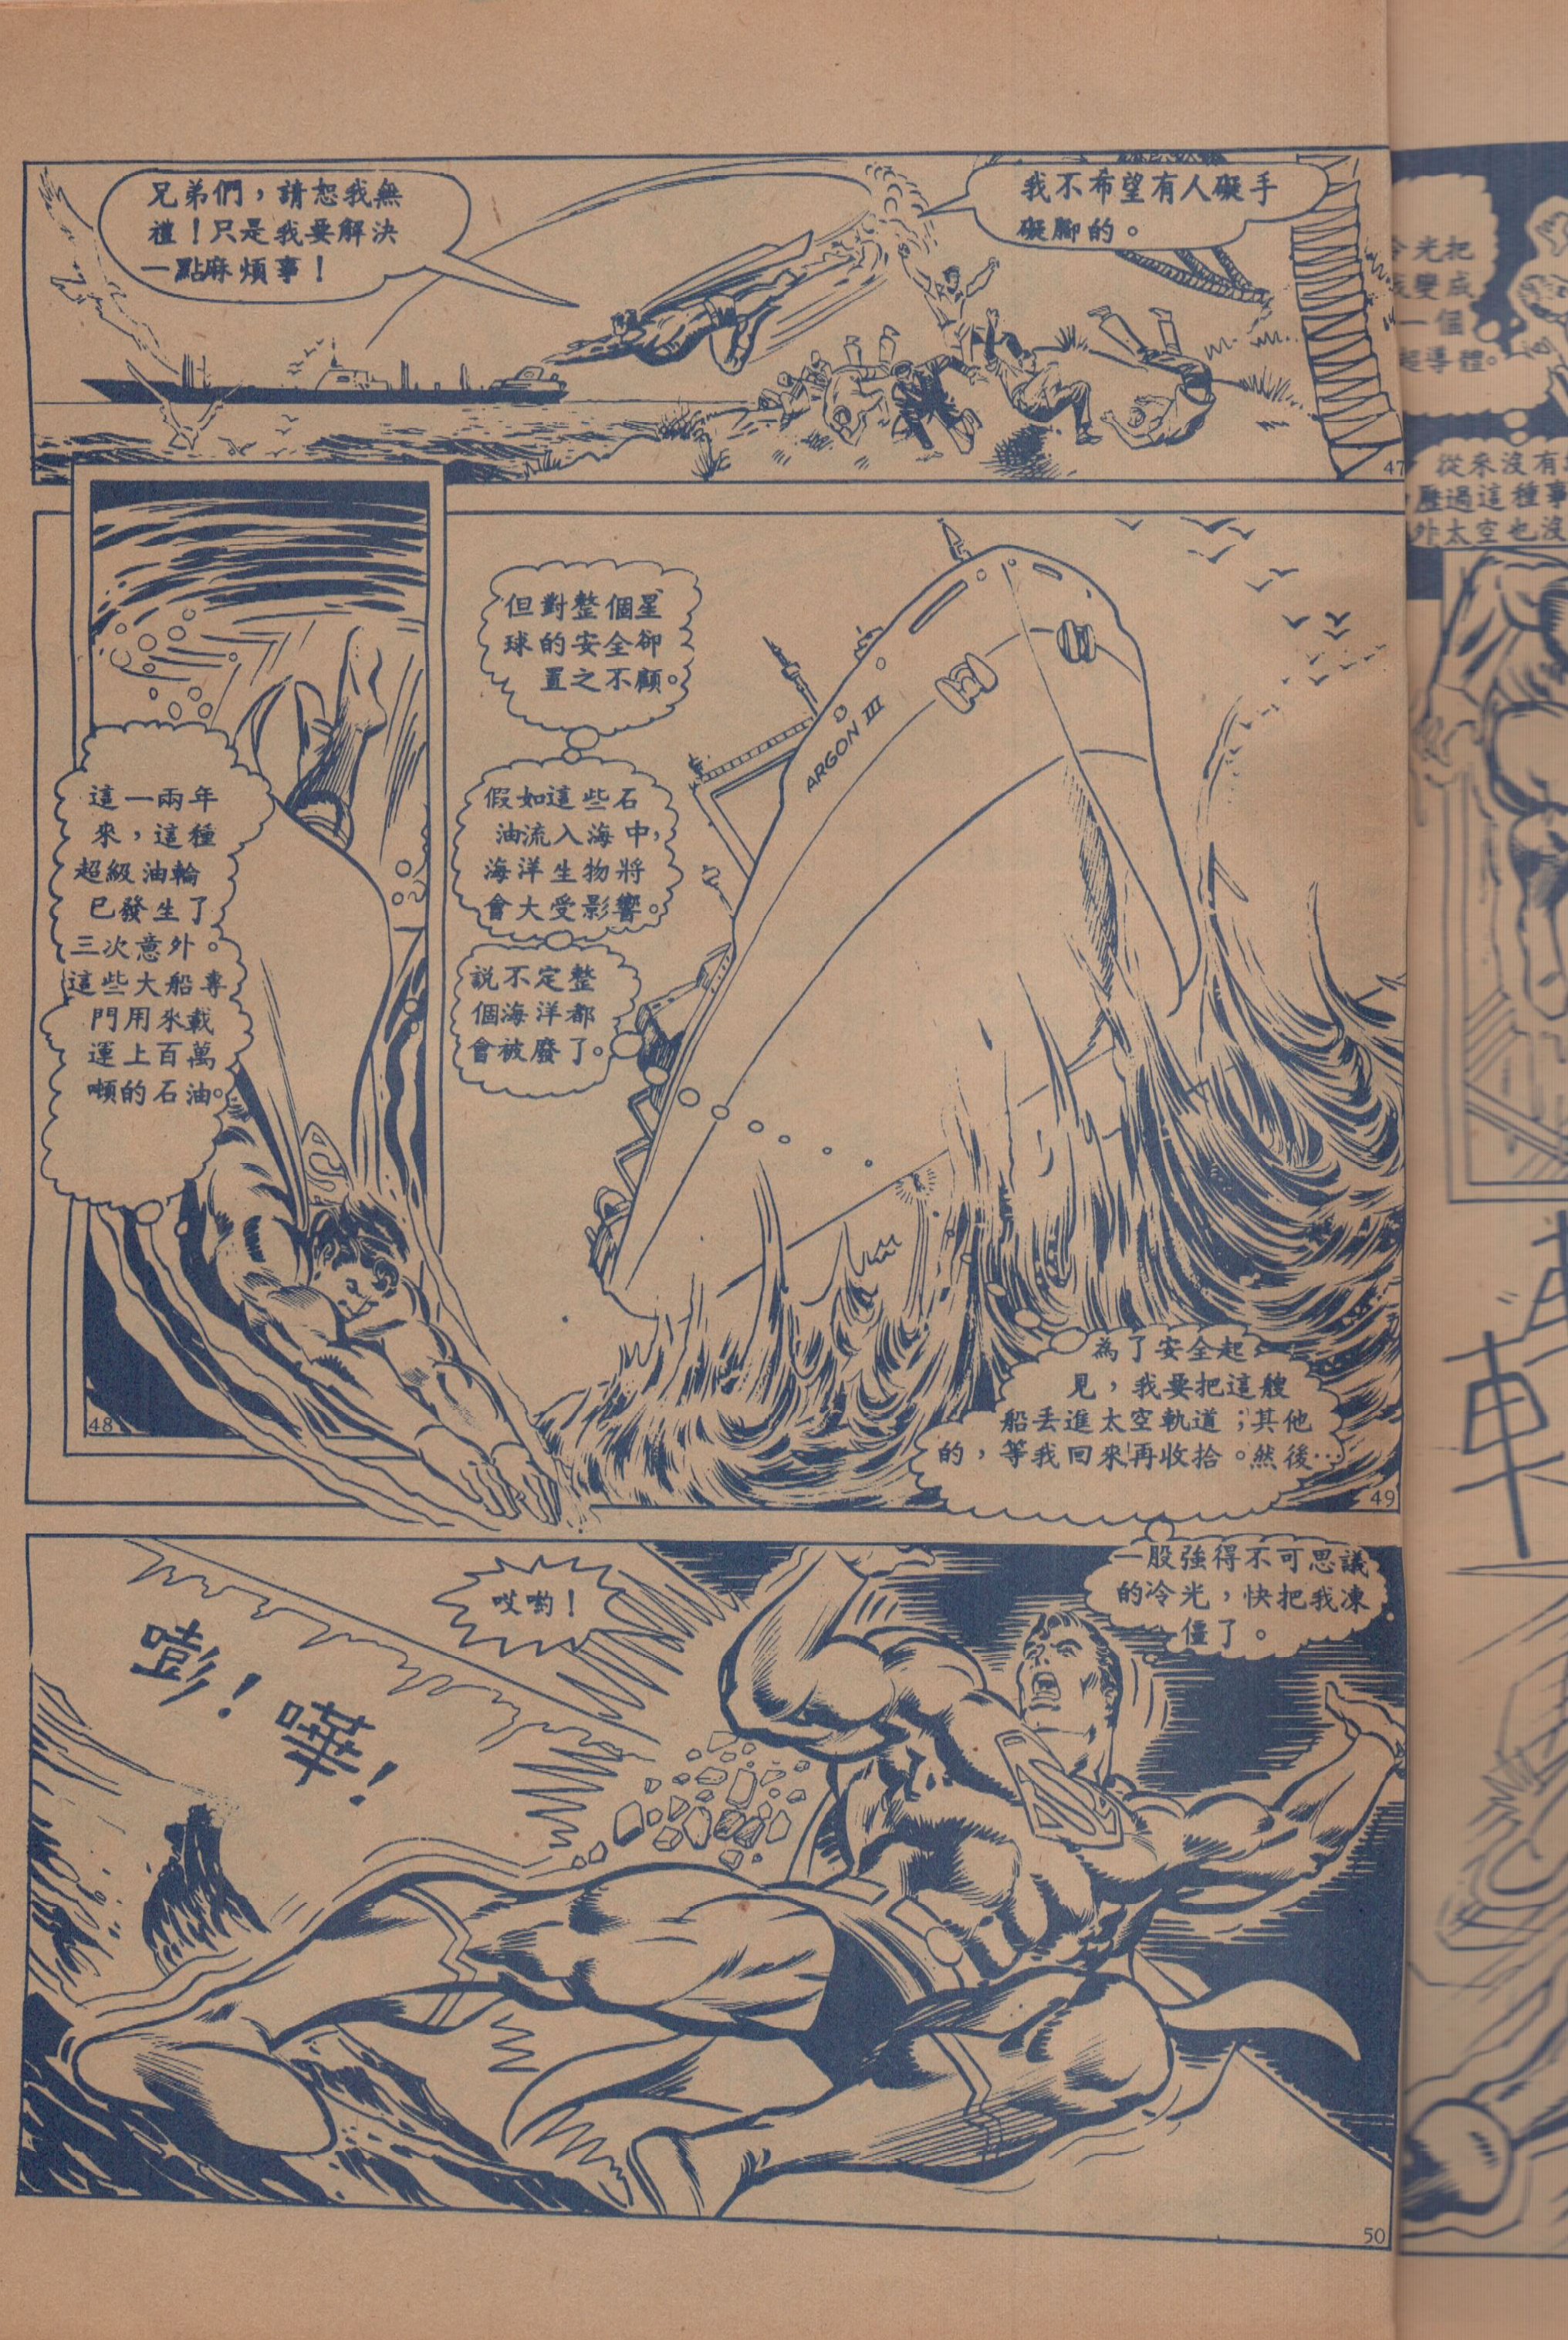 兄弟們，請恕我無
禮！只是我要解決
一點麻煩事！
我不希望有人礙手
礙腳的。
47
這一兩年
來，這種
超級油輪
已發生了
三次意外。
這些大船專
門用來載
運上百萬
噸的石油。
48
但對整個星
球的安全卻
置之不顧。
假如這些石
油流入海中，
海洋生物將
會大受影響。
説不定整
個海洋都
會被廢了。
ARGON III
為了安全起
見，我要把這艘
船丢進太空軌道；其他
的，等我回來再收拾。然後…
49
哎喲！
嘭！
嘩！
一股強得不可思議
的冷光，快把我凍
僵了。
50
冷光把
我變成
一個
超導體。
從來沒有
歷過這種事
外太空也沒